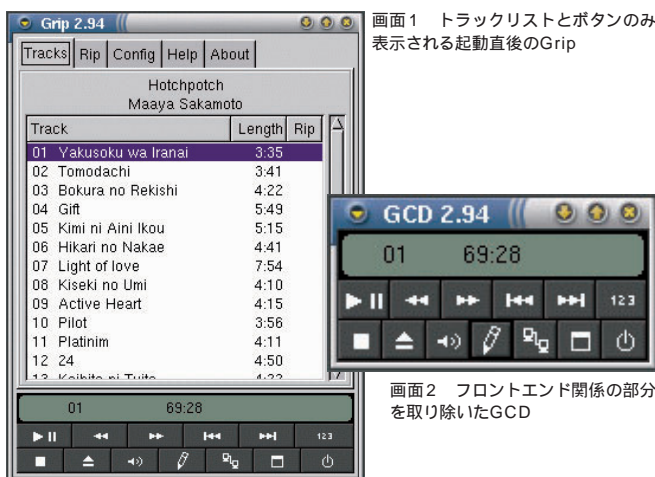 Grip 2.94
Tracks Rip Config Help About
Hotchpotch
Maaya Sakamoto
Track Length Rip
01 Yakusoku wa Iranai 3:35
02 Tomodachi 3:41
03 Bokura no Rekishi 4:22
04 Gift 5:49
05 Kimi ni Aini Ikou 5:15
06 Hikari no Nakae 4:41
07 Light of love 7:54
08 Kiseki no Umi 4:10
09 Active Heart 4:15
10 Pilot 3:56
11 Platinim 4:11
12 24 4:50
01 69:28
123
画面1 トラックリストとボタンのみ
表示される起動直後のGrip
GCD 2.94
01 69:28
123
画面2 フロントエンド関係の部分
を取り除いたGCD